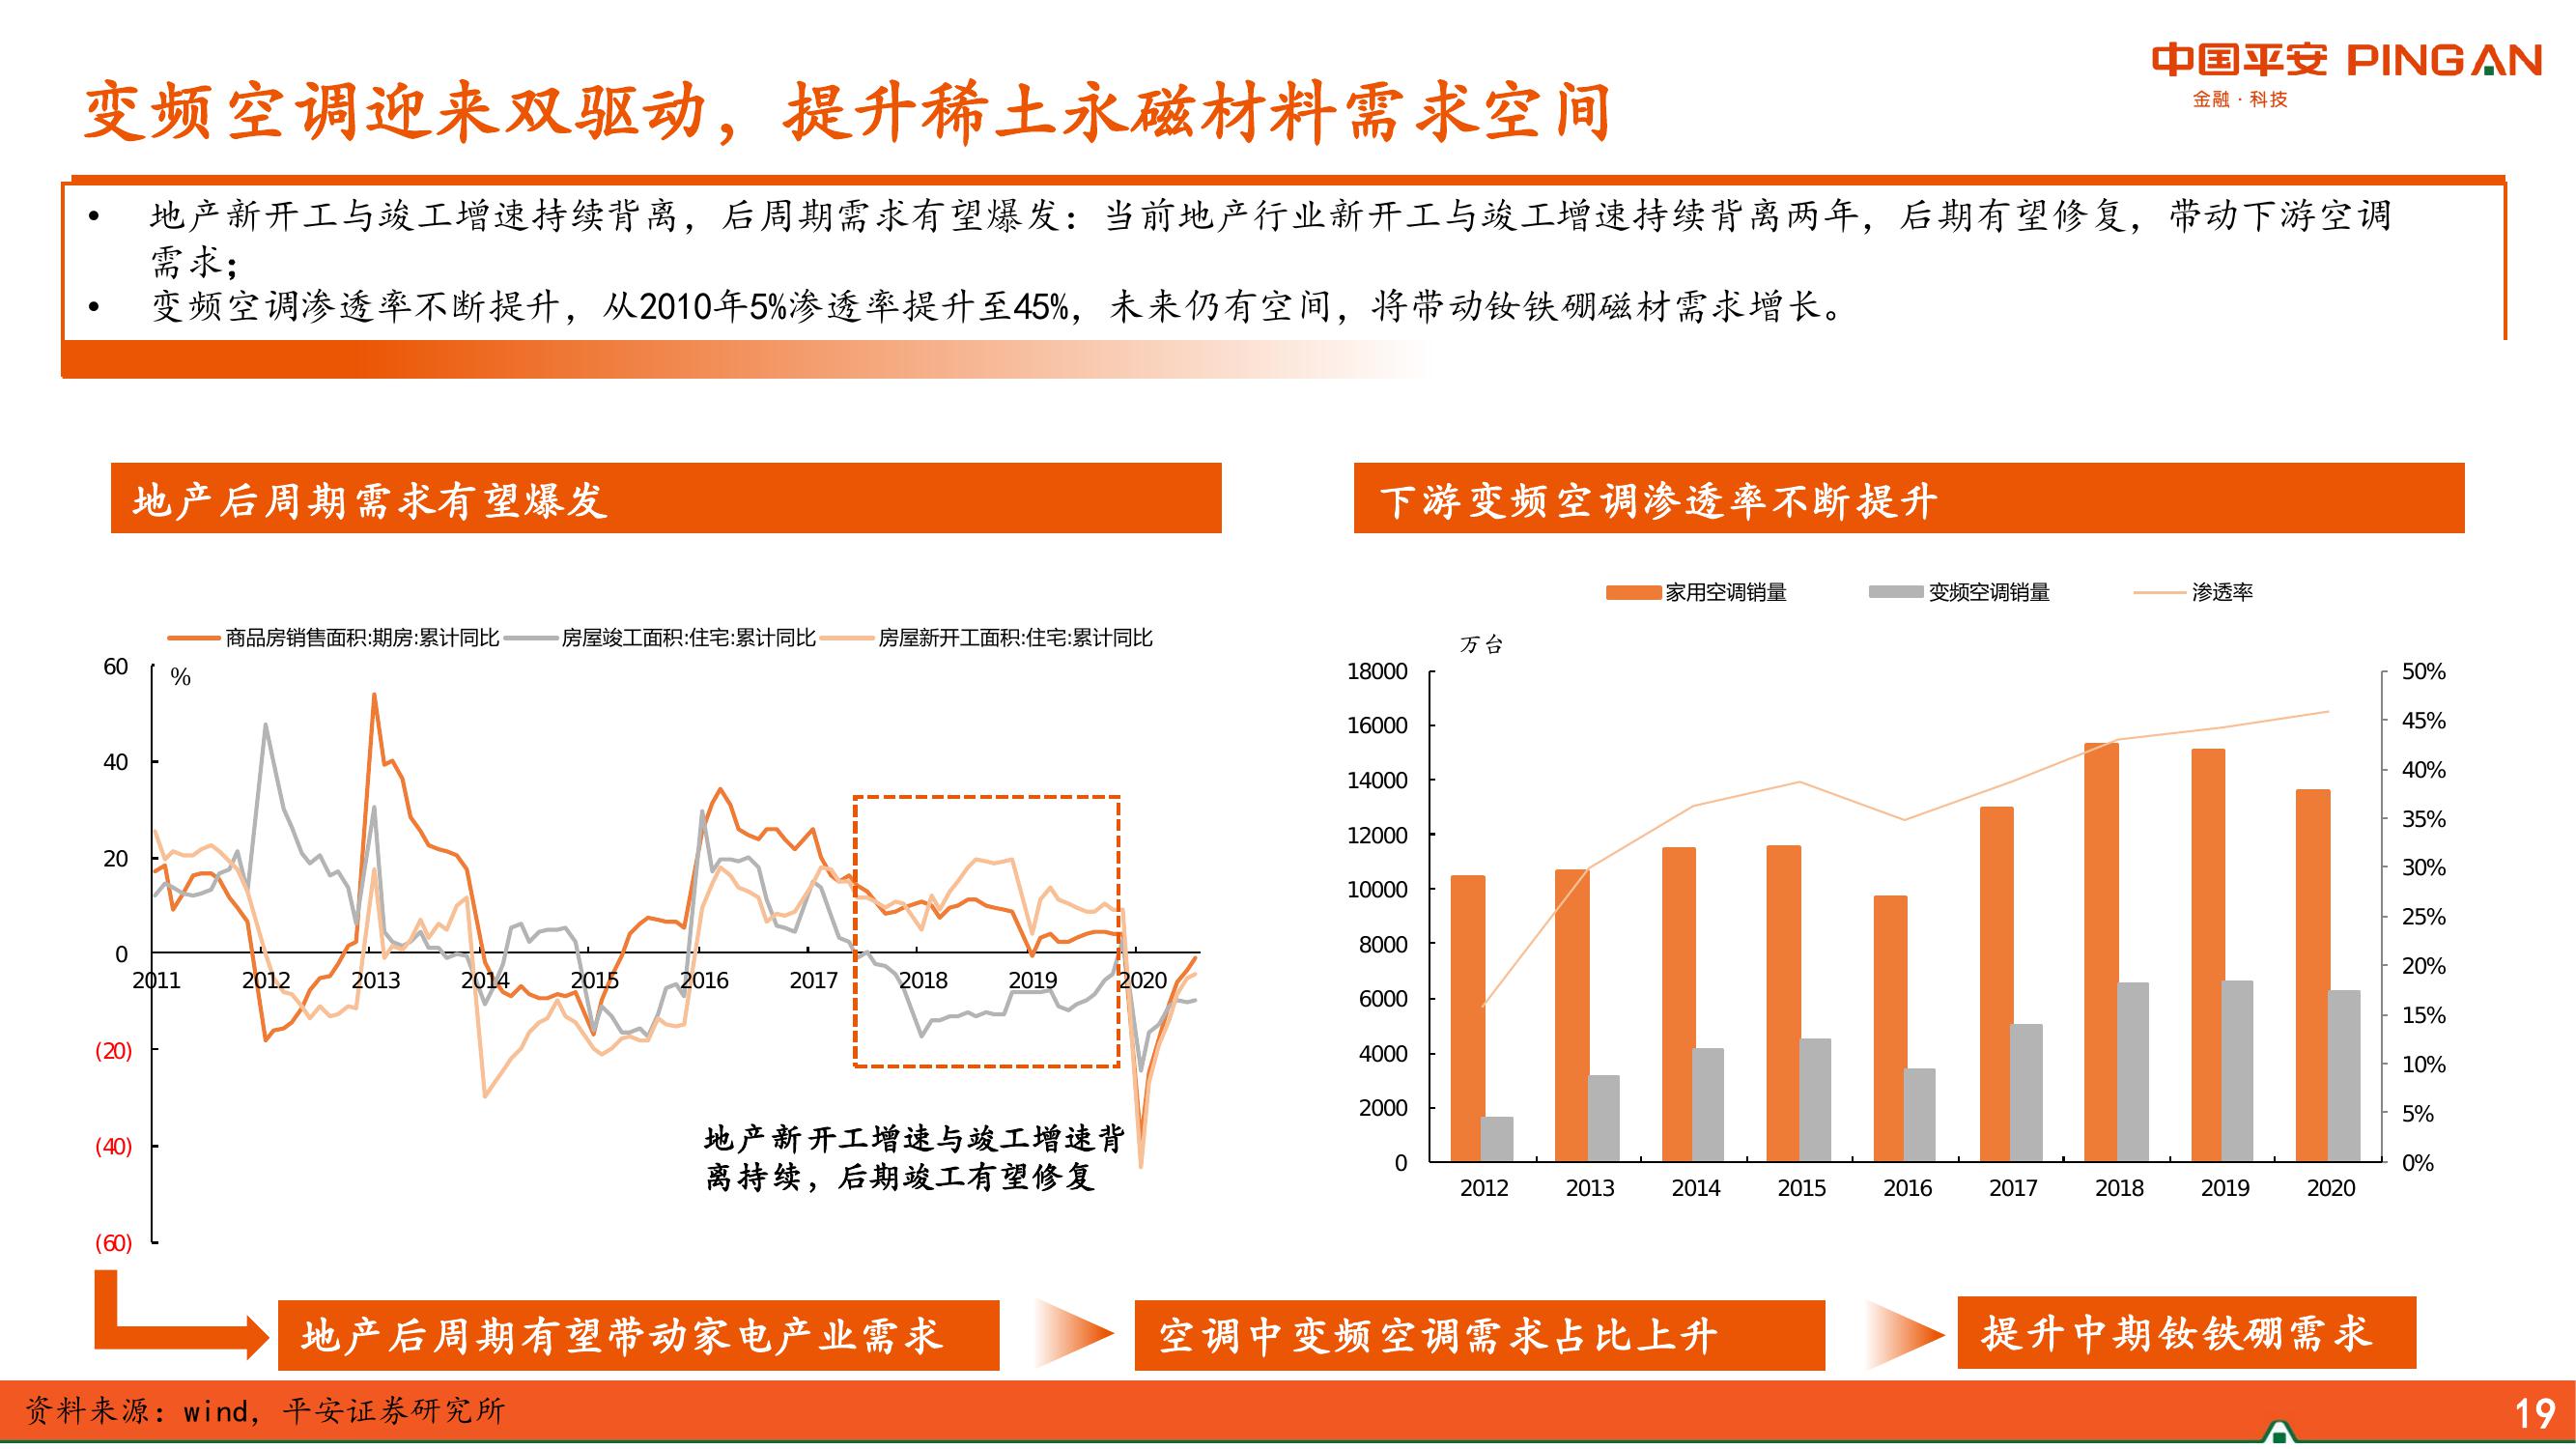 中国平安 PINGAN
金融·科技
变频空调迎来双驱动，提升稀土永磁材料需求空间
• 地产新开工与竣工增速持续背离，后周期需求有望爆发：当前地产行业新开工与竣工增速持续背离两年，后期有望修复，带动下游空调
需求；
• 变频空调渗透率不断提升，从2010年5%渗透率提升至45%，未来仍有空间，将带动钕铁硼磁材需求增长。
地产后周期需求有望爆发
商品房销售面积:期房:累计同比 房屋竣工面积:住宅:累计同比 房屋新开工面积:住宅:累计同比
%
60
40
20
0
(20)
(40)
(60)
2011 2012 2013 2014 2015 2016 2017 2018 2019 2020
地产新开工增速与竣工增速背
离持续，后期竣工有望修复
下游变频空调渗透率不断提升
家用空调销量 变频空调销量 渗透率
万台
18000
16000
14000
12000
10000
8000
6000
4000
2000
0
50%
45%
40%
35%
30%
25%
20%
15%
10%
5%
0%
2012 2013 2014 2015 2016 2017 2018 2019 2020
地产后周期有望带动家电产业需求
空调中变频空调需求占比上升
提升中期钕铁硼需求
资料来源：wind，平安证券研究所
19